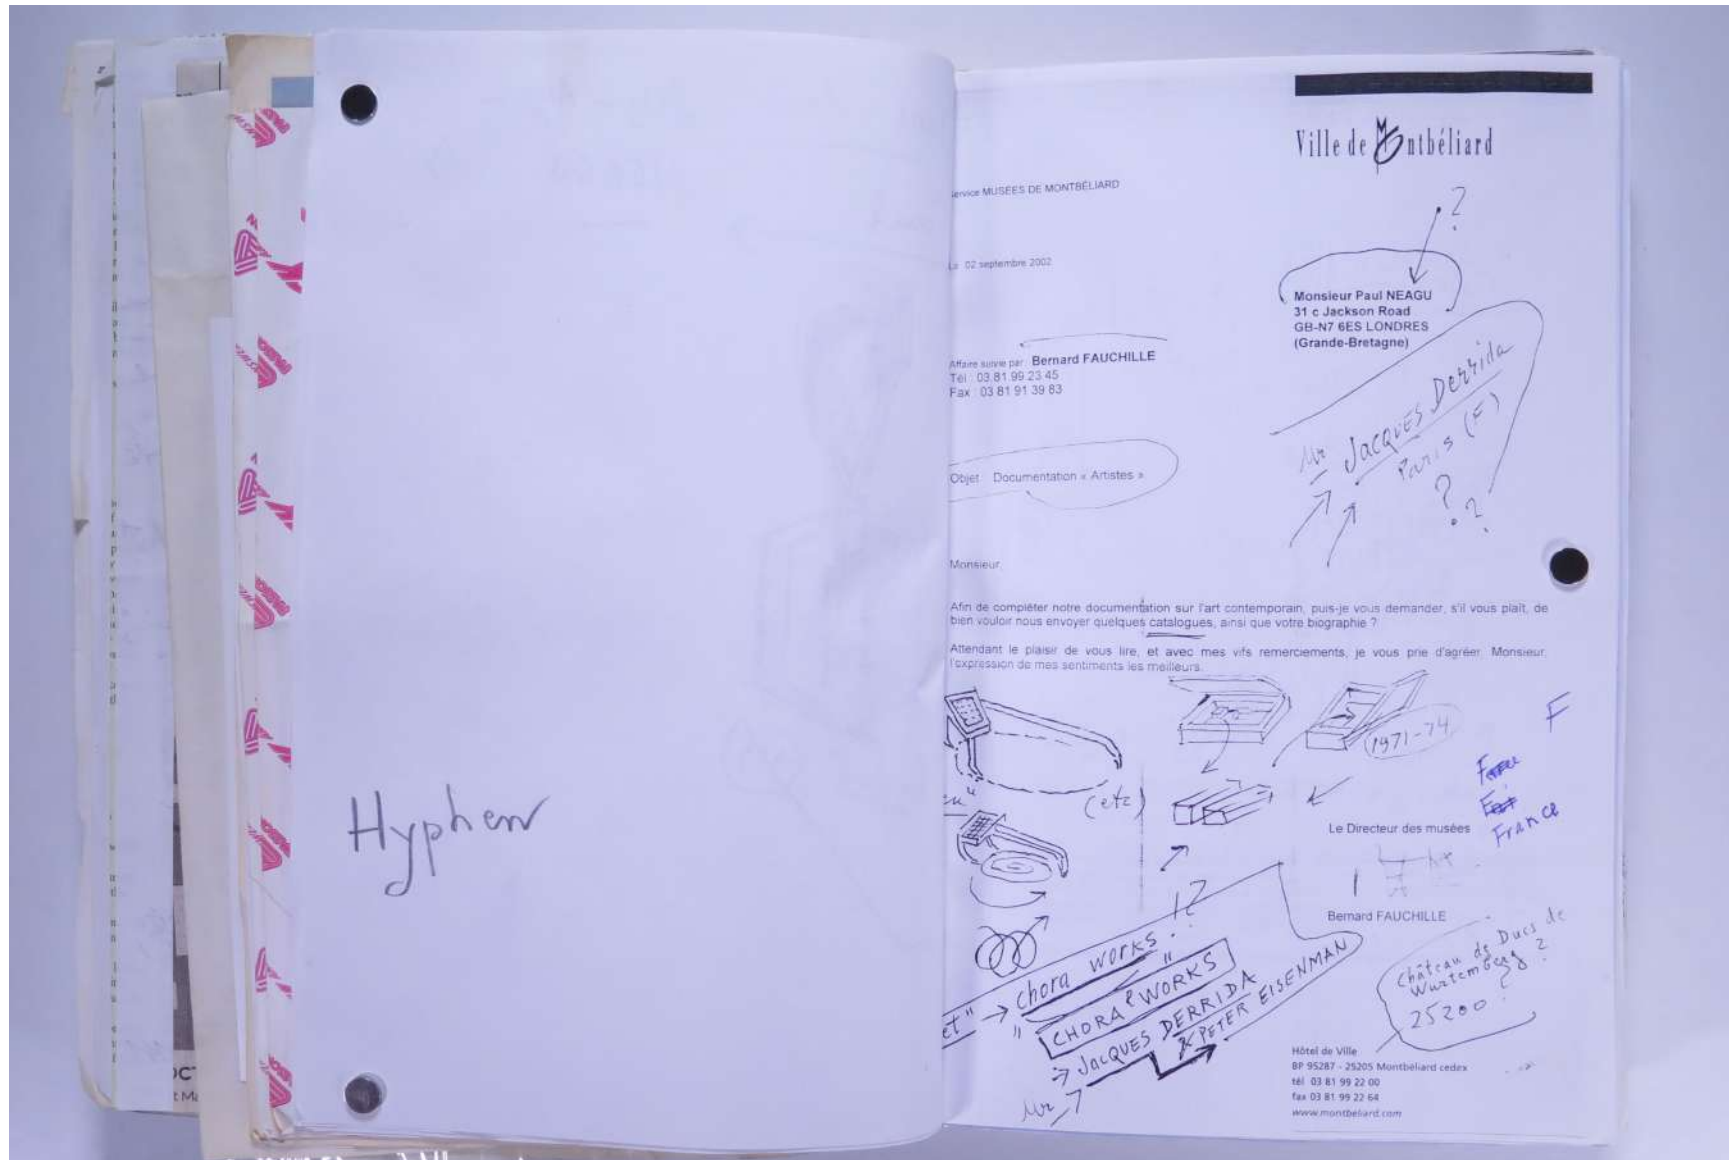 Hyphen
Ville de Montbéliard
Service MUSÉES DE MONTBÉLIARD
?
Le 02 septembre 2002
Monsieur Paul NEAGU
31 c Jackson Road
GB-N7 6ES LONDRES
(Grande-Bretagne)
Affaire suivie par : Bernard FAUCHILLE
Tél : 03 81 99 23 45
Fax : 03 81 91 39 83
Mr Jacques Derrida
Paris (F)
? ?
Objet Documentation « Artistes »
Monsieur,
Afin de compléter notre documentation sur l'art contemporain, puis-je vous demander, s'il vous plaît, de
bien vouloir nous envoyer quelques catalogues, ainsi que votre biographie ?
Attendant le plaisir de vous lire, et avec mes vifs remerciements, je vous prie d'agréer Monsieur,
l'expression de mes sentiments les meilleurs.
1971-74
F
(etc)
France
Le Directeur des musées
Bernard FAUCHILLE
et" → chora works. !?
"CHORA L WORKS"
→ JACQUES DERRIDA
& PETER EISENMAN
Mr
Château de Ducs de
Wurtemberg ?
25200 ?
Hôtel de Ville
BP 95287 - 25205 Montbéliard cedex
tél 03 81 99 22 00
fax 03 81 99 22 64
www.montbeliard.com